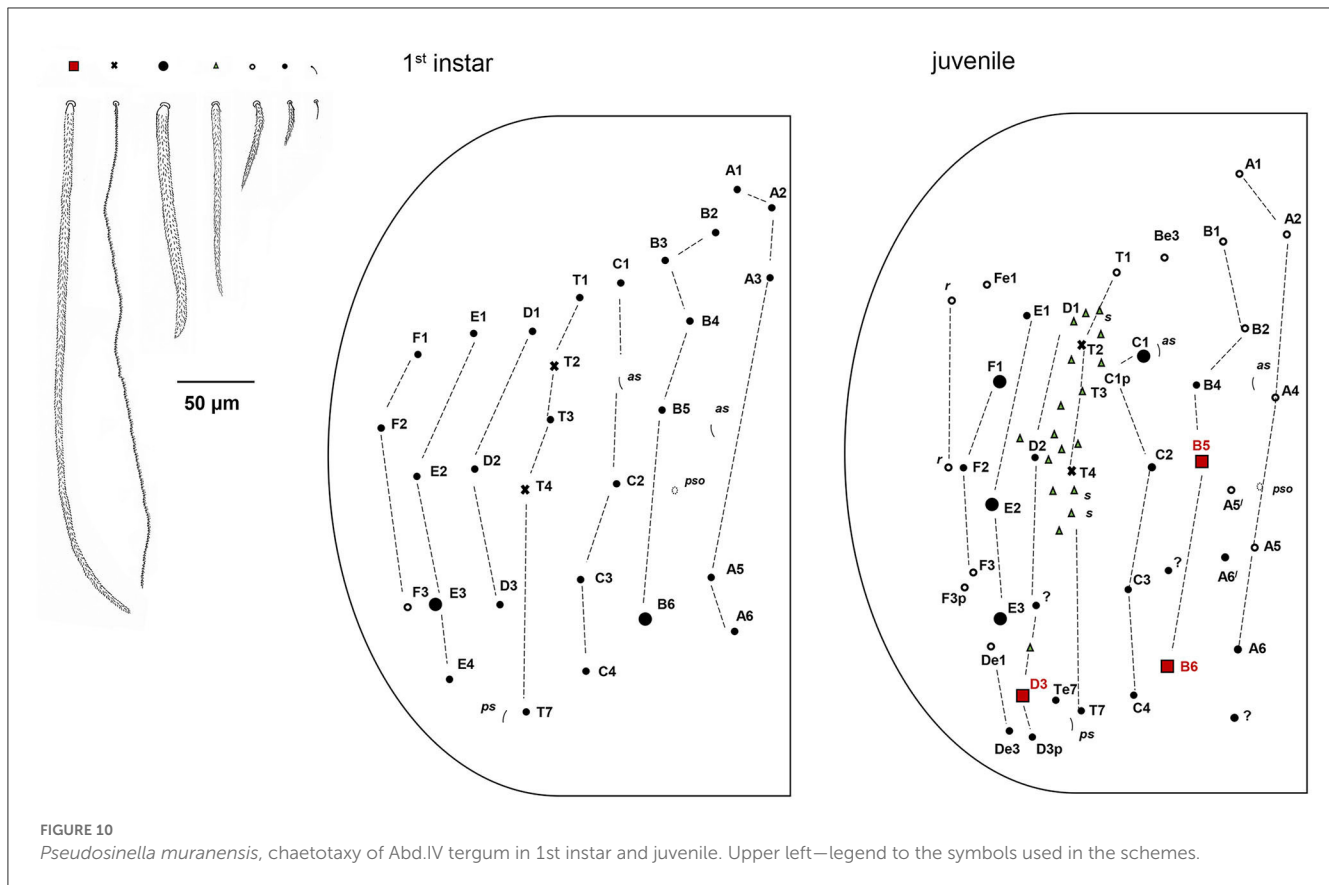 1st instar
juvenile
50 µm
A1
A2
B2
B3
C1
A3
T1
B4
D1
E1
F1
T2
as
B5
as
T3
F2
D2
E2
T4
C2
pso
C3
A5
D3
E3
F3
B6
A6
C4
E4
T7
ps
A1
A2
B1
Be3
T1
Fe1
r
E1
D1
s
B2
T2
C1
as
as
F1
C1p
B4
A4
T3
B5
D2
F2
r
T4
C2
A5/
pso
s
E2
s
A5
F3
?
A6/
F3p
C3
E3
?
De1
A6
B6
D3
Te7
C4
T7
?
ps
De3
D3p
FIGURE 10
Pseudosinella muranensis, chaetotaxy of Abd.IV tergum in 1st instar and juvenile. Upper left—legend to the symbols used in the schemes.